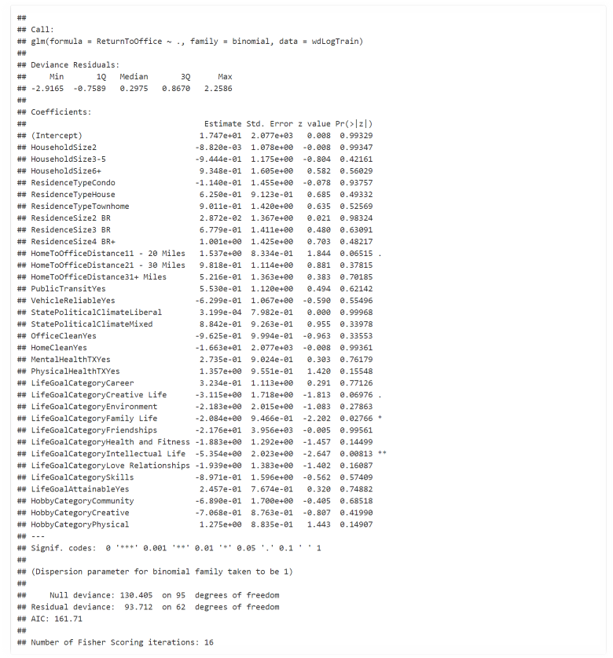 ##
## Call:
## glm(formula = ReturnToOffice ~ ., family = binomial, data = wdLogTrain)
##
## Deviance Residuals:
##     Min       1Q   Median       3Q      Max
## -2.9165  -0.7589   0.2975   0.8670   2.2586
##
## Coefficients:
##                                      Estimate Std. Error z value Pr(>|z|)
## (Intercept)                         1.747e+01  2.077e+03   0.008  0.99329
## HouseholdSize2                     -8.820e-03  1.078e+00  -0.008  0.99347
## HouseholdSize3-5                   -9.444e-01  1.175e+00  -0.804  0.42161
## HouseholdSize6+                     9.348e-01  1.605e+00   0.582  0.56029
## ResidenceTypeCondo                 -1.140e-01  1.455e+00  -0.078  0.93757
## ResidenceTypeHouse                  6.250e-01  9.123e-01   0.685  0.49332
## ResidenceTypeTownhome               9.011e-01  1.420e+00   0.635  0.52569
## ResidenceSize2 BR                   2.872e-02  1.367e+00   0.021  0.98324
## ResidenceSize3 BR                   6.779e-01  1.411e+00   0.480  0.63091
## ResidenceSize4 BR+                  1.001e+00  1.425e+00   0.703  0.48217
## HomeToOfficeDistance11 - 20 Miles   1.537e+00  8.334e-01   1.844  0.06515 .
## HomeToOfficeDistance21 - 30 Miles   9.818e-01  1.114e+00   0.881  0.37815
## HomeToOfficeDistance31+ Miles       5.216e-01  1.363e+00   0.383  0.70185
## PublicTransitYes                    5.530e-01  1.120e+00   0.494  0.62142
## VehicleReliableYes                 -6.299e-01  1.067e+00  -0.590  0.55496
## StatePoliticalClimateLiberal        3.199e-04  7.982e-01   0.000  0.99968
## StatePoliticalClimateMixed          8.842e-01  9.263e-01   0.955  0.33978
## OfficeCleanYes                     -9.625e-01  9.994e-01  -0.963  0.33553
## HomeCleanYes                       -1.663e+01  2.077e+03  -0.008  0.99361
## MentalHealthTXYes                   2.735e-01  9.024e-01   0.303  0.76179
## PhysicalHealthTXYes                 1.357e+00  9.551e-01   1.420  0.15548
## LifeGoalCategoryCareer              3.234e-01  1.113e+00   0.291  0.77126
## LifeGoalCategoryCreative Life      -3.115e+00  1.718e+00  -1.813  0.06976 .
## LifeGoalCategoryEnvironment        -2.183e+00  2.015e+00  -1.083  0.27863
## LifeGoalCategoryFamily Life        -2.084e+00  9.466e-01  -2.202  0.02766 *
## LifeGoalCategoryFriendships        -2.176e+01  3.956e+03  -0.005  0.99561
## LifeGoalCategoryHealth and Fitness -1.883e+00  1.292e+00  -1.457  0.14499
## LifeGoalCategoryIntellectual Life  -5.354e+00  2.023e+00  -2.647  0.00813 **
## LifeGoalCategoryLove Relationships -1.939e+00  1.383e+00  -1.402  0.16087
## LifeGoalCategorySkills             -8.971e-01  1.596e+00  -0.562  0.57409
## LifeGoalAttainableYes               2.457e-01  7.674e-01   0.320  0.74882
## HobbyCategoryCommunity             -6.890e-01  1.700e+00  -0.405  0.68518
## HobbyCategoryCreative              -7.068e-01  8.763e-01  -0.807  0.41990
## HobbyCategoryPhysical               1.275e+00  8.835e-01   1.443  0.14907
## ---
## Signif. codes:  0 '***' 0.001 '**' 0.01 '*' 0.05 '.' 0.1 ' ' 1
##
## (Dispersion parameter for binomial family taken to be 1)
##
##     Null deviance: 130.405  on 95  degrees of freedom
## Residual deviance:  93.712  on 62  degrees of freedom
## AIC: 161.71
##
## Number of Fisher Scoring iterations: 16